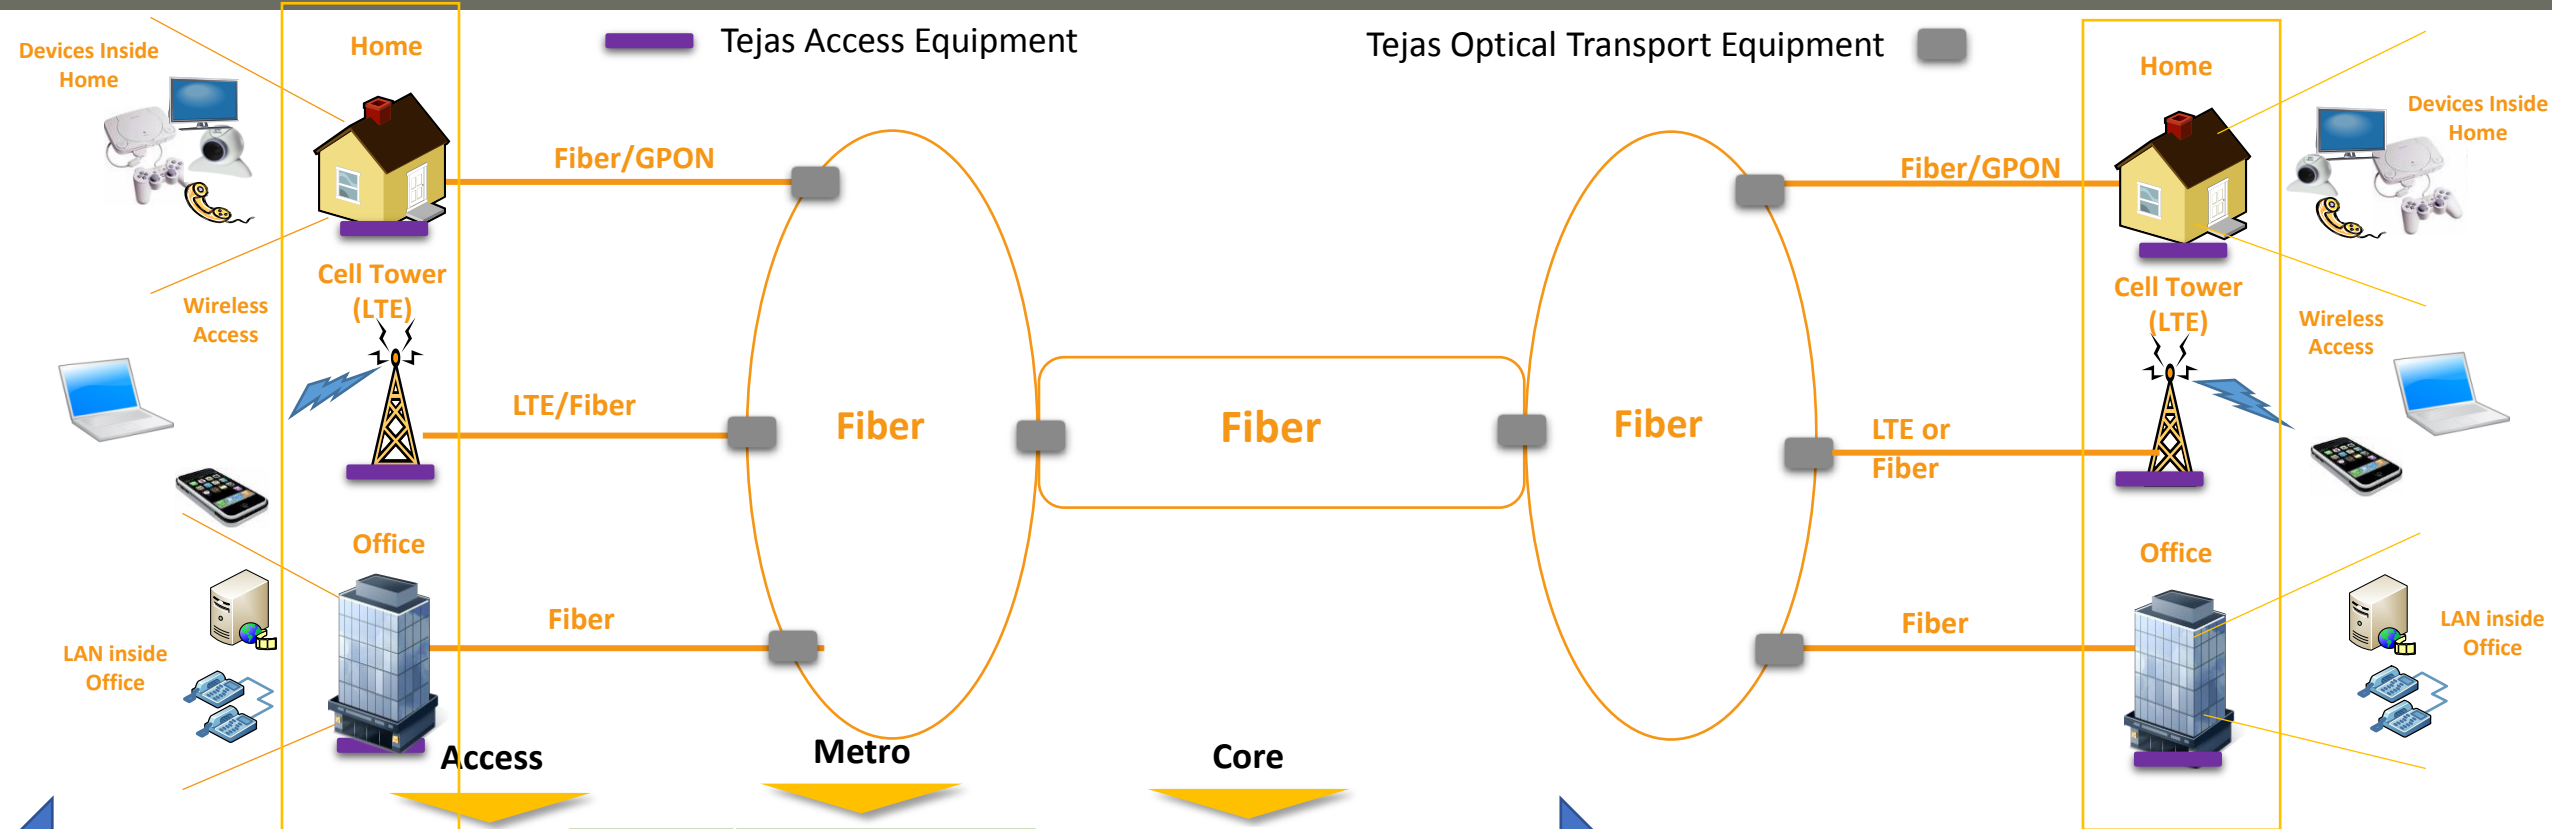 Tejas Access Equipment
Tejas Optical Transport Equipment
Devices Inside
Home
Home
Fiber/GPON
Cell Tower
(LTE)
Wireless
Access
LTE/Fiber
Fiber
Office
LAN inside
Office
Fiber
Fiber
Home
Devices Inside
Home
Fiber/GPON
Cell Tower
(LTE)
Wireless
Access
Fiber
LTE or
Fiber
Office
LAN inside
Office
Fiber
Access
Metro
Core